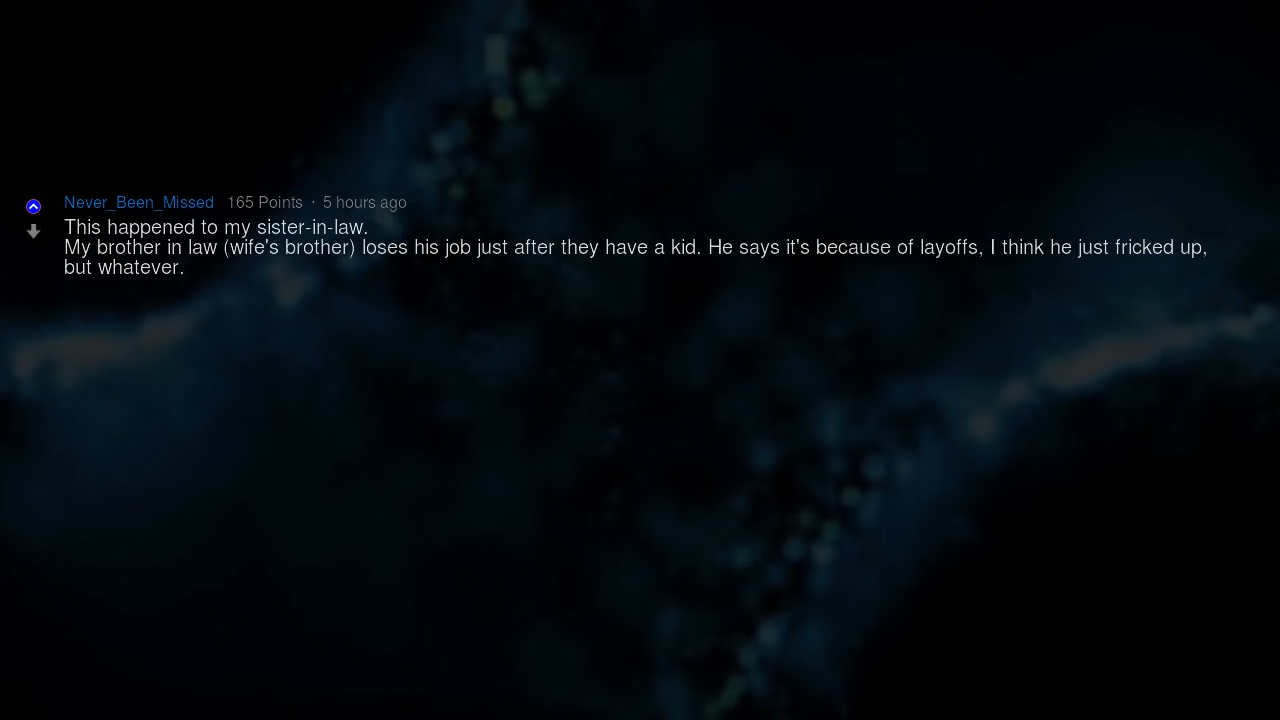 Never_Been_Missed 165 Points · 5 hours ago
This happened to my sister-in-law.
My brother in law (wife's brother) loses his job just after they have a kid. He says it's because of layoffs, I think he just fricked up,
but whatever.